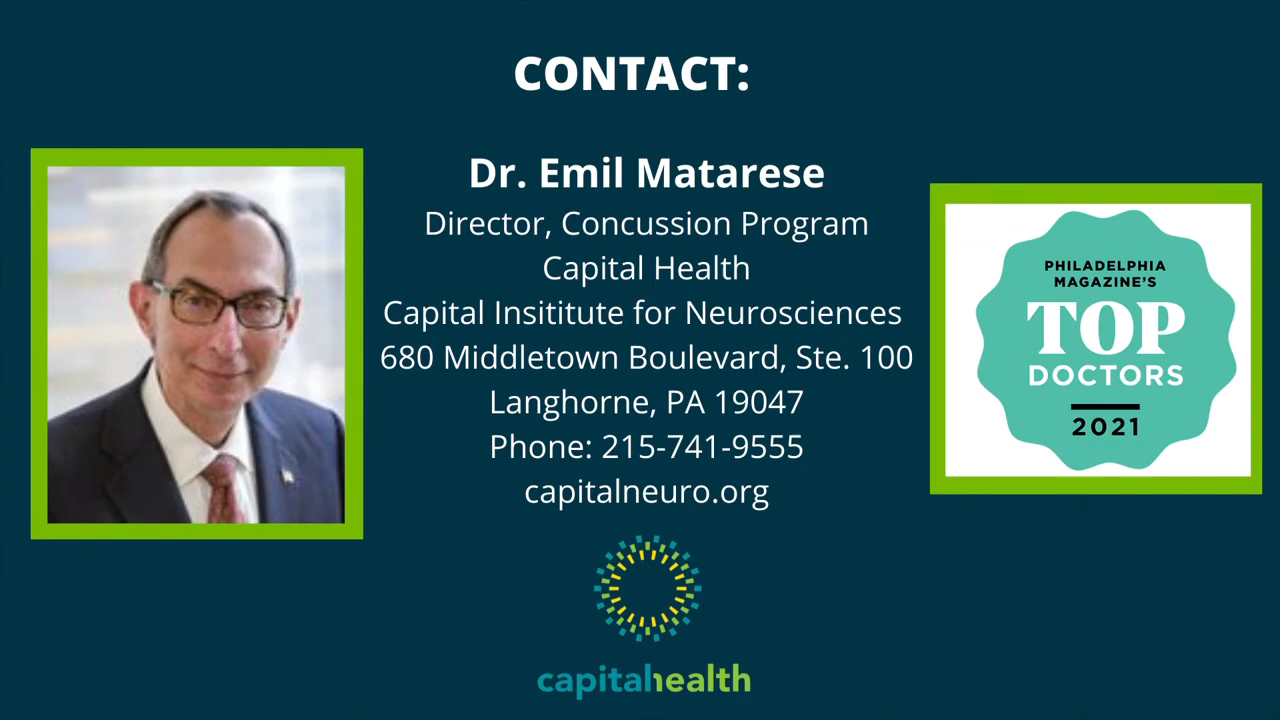 CONTACT:
Dr. Emil Matarese
Director, Concussion Program
Capital Health
Capital Insititute for Neurosciences
680 Middletown Boulevard, Ste. 100
Langhorne, PA 19047
Phone: 215-741-9555
capitalneuro.org
PHILADELPHIA
MAGAZINE'S
TOP
DOCTORS
2021
capitalhealth